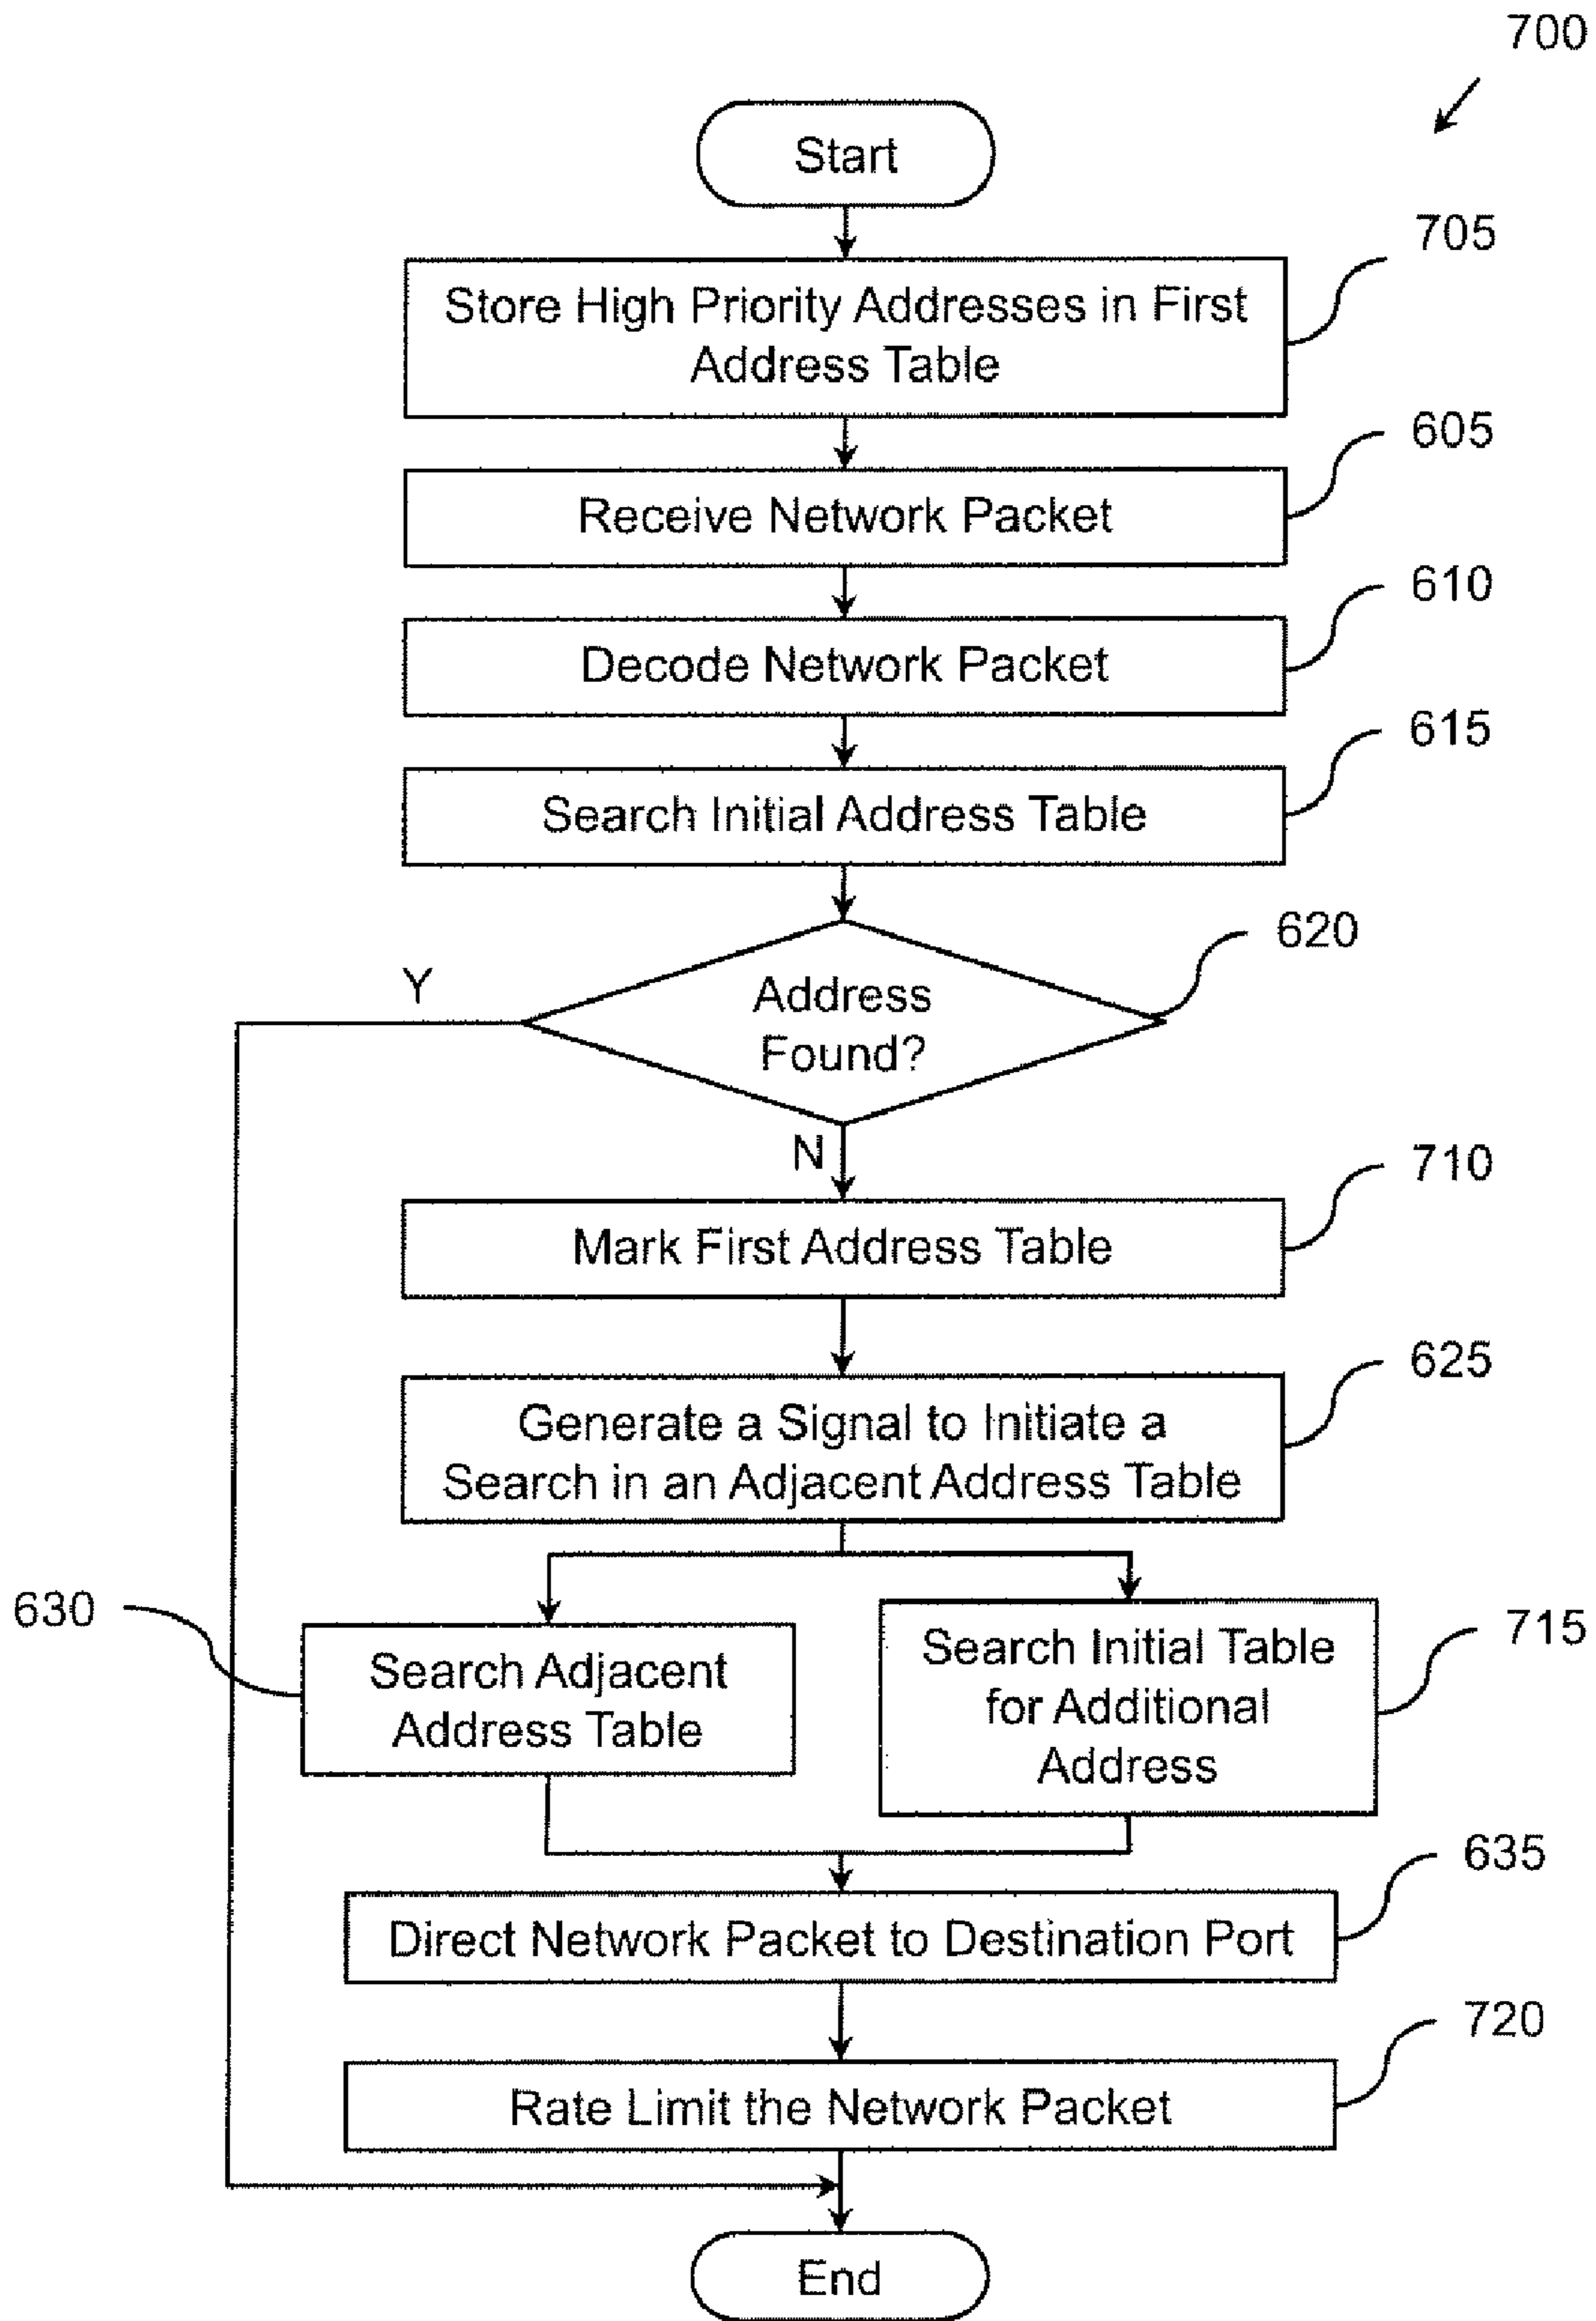 700
Start
705
Store High Priority Addresses in First
Address Table
605
Receive Network Packet
610
Decode Network Packet
615
Search Initial Address Table
620
Y
Address
Found?
N
710
Mark First Address Table
625
Generate a Signal to Initiate a
Search in an Adjacent Address Table
630
Search Adjacent
Address Table
715
Search Initial Table
for Additional
Address
635
Direct Network Packet to Destination Port
720
Rate Limit the Network Packet
End